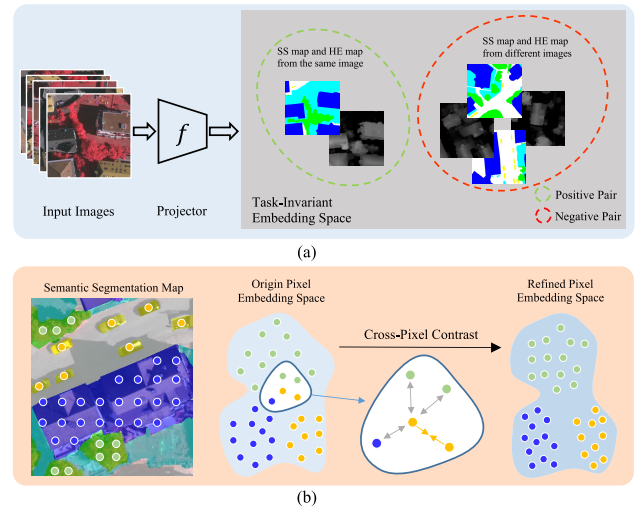 SS map and HE map
from the same image
SS map and HE map
from different images
f
Input Images
Projector
Task-Invariant
Embedding Space
Positive Pair
Negative Pair
(a)
Semantic Segmentation Map
Origin Pixel
Embedding Space
Cross-Pixel Contrast
Refined Pixel
Embedding Space
(b)